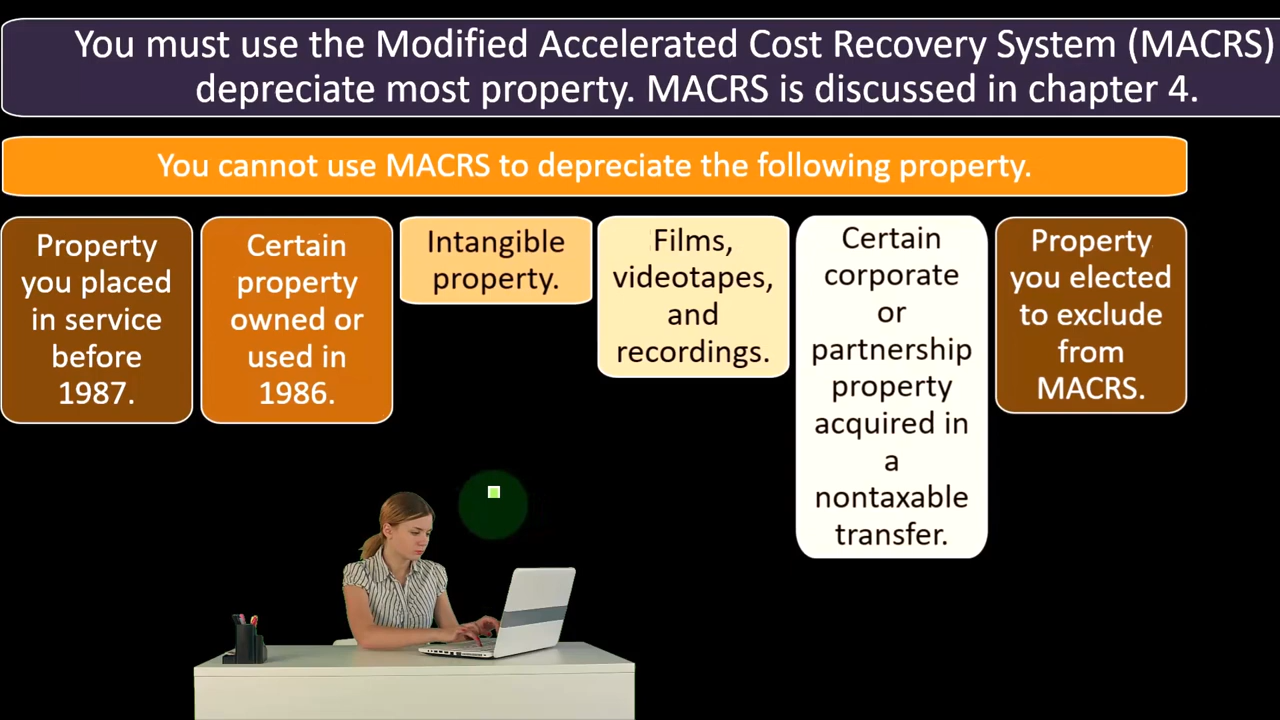 You must use the Modified Accelerated Cost Recovery System (MACRS)
depreciate most property. MACRS is discussed in chapter 4.
You cannot use MACRS to depreciate the following property.
Property
you placed
in service
before
1987.
Certain
property
owned or
used in
1986.
Intangible
property.
Films,
videotapes,
and
recordings.
Certain
corporate
or
partnership
property
acquired in
a
nontaxable
transfer.
Property
you elected
to exclude
from
MACRS.